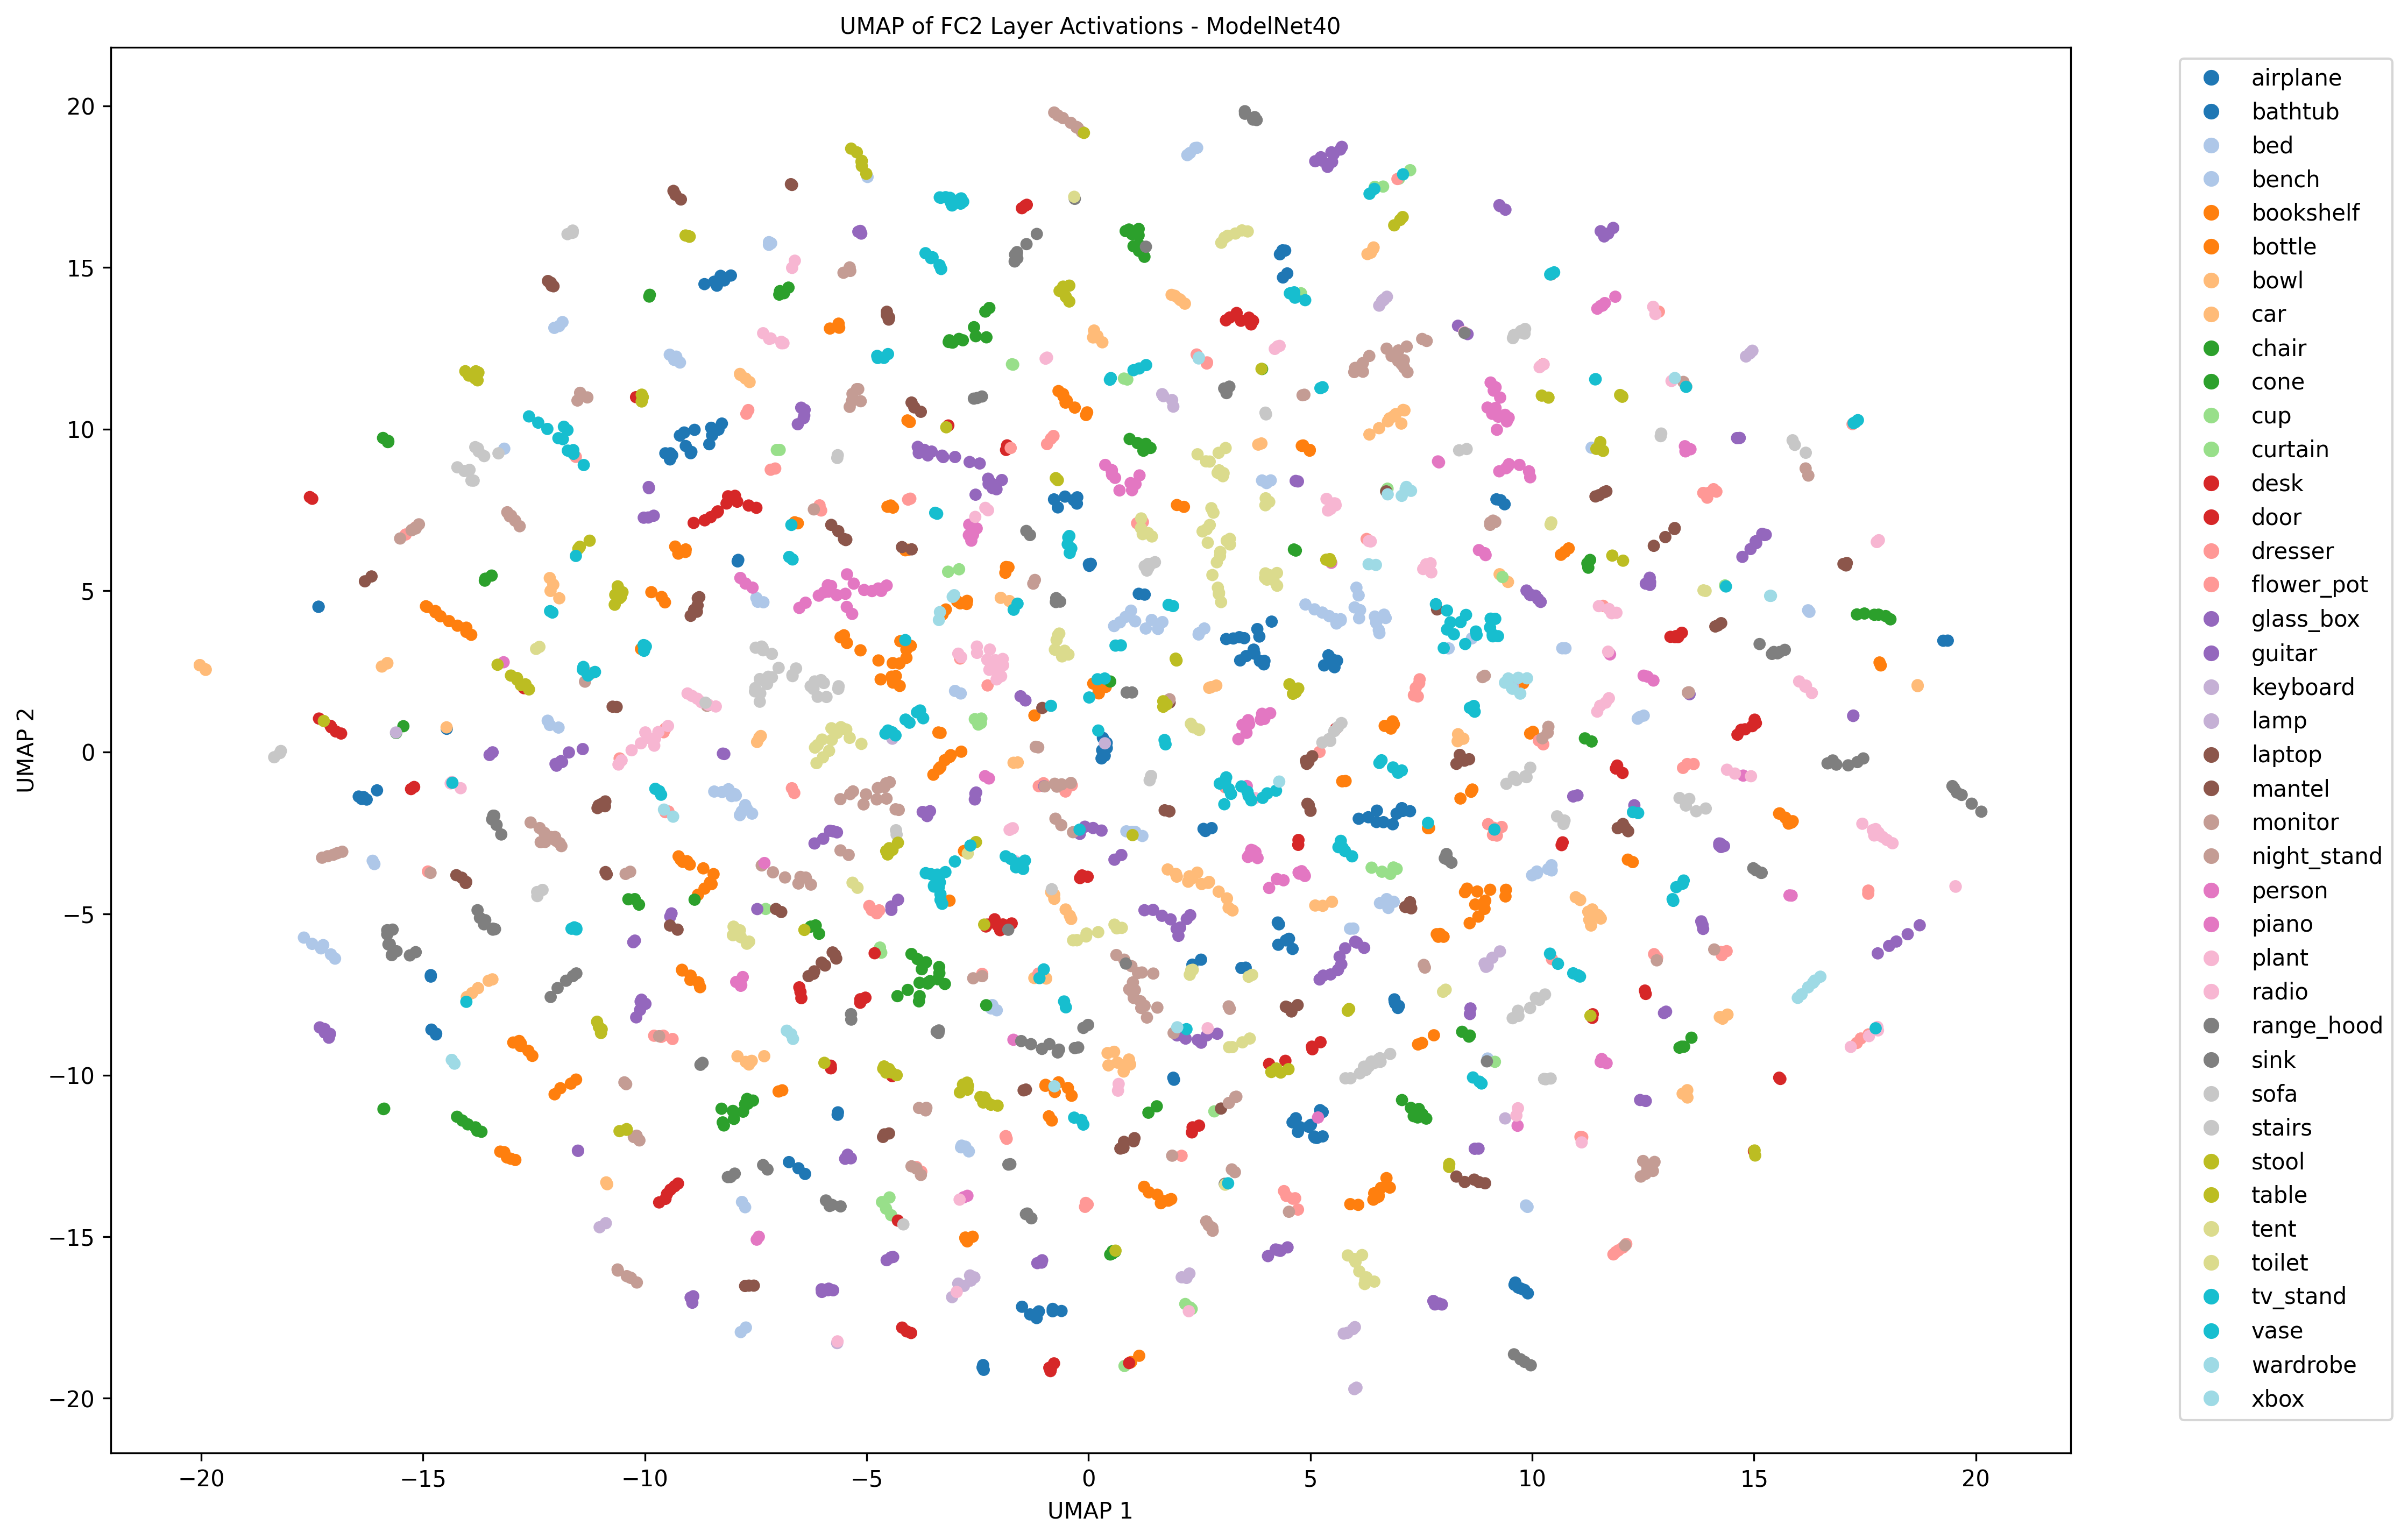 UMAP of FC2 Layer Activations - ModelNet40
20
15
10
5
0
−5
−10
−15
−20
UMAP 2
−20
−15
−10
−5
0
5
10
15
20
UMAP 1
airplane
bathtub
bed
bench
bookshelf
bottle
bowl
car
chair
cone
cup
curtain
desk
door
dresser
flower_pot
glass_box
guitar
keyboard
lamp
laptop
mantel
monitor
night_stand
person
piano
plant
radio
range_hood
sink
sofa
stairs
stool
table
tent
toilet
tv_stand
vase
wardrobe
xbox